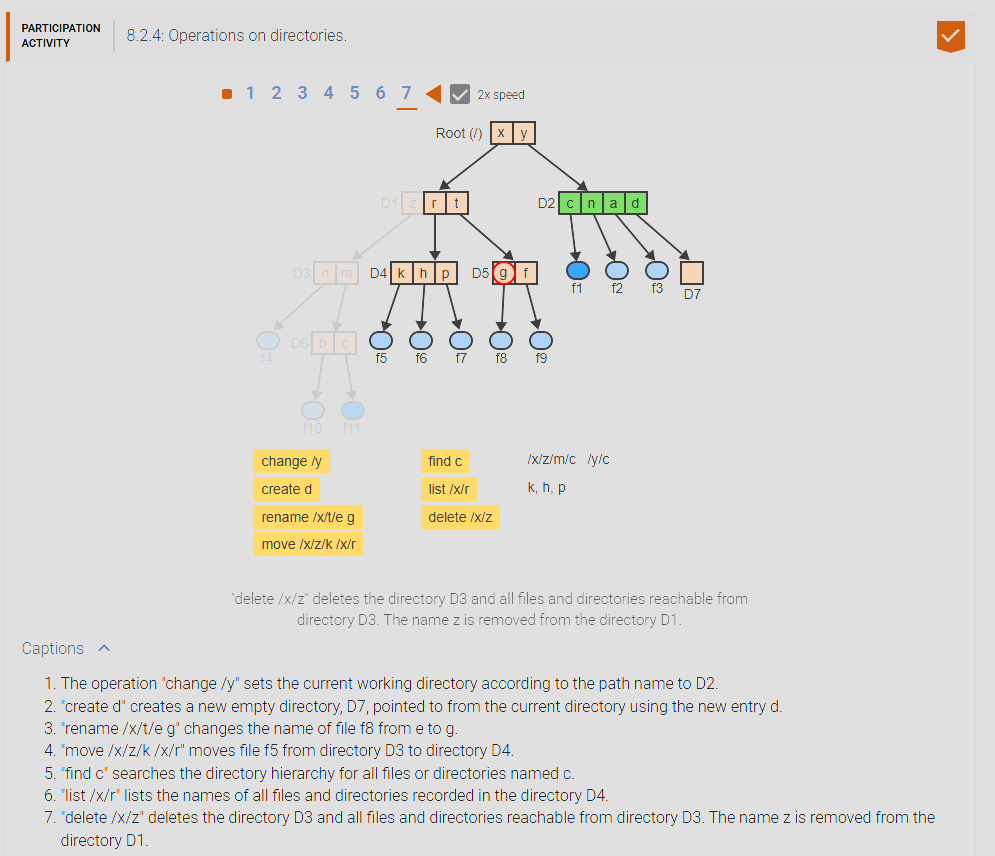 PARTICIPATION
ACTIVITY
8.2.4: Operations on directories.
1 2 3 4 5 6 7 2x speed
Root (/) x y
D1 z r t D2 c n a d
D3 n m D4 k h p D5 g f f1 f2 f3 D7
f4 D6 b c f5 f6 f7 f8 f9
f10 f11
change /y find c /x/z/m/c /y/c
create d list /x/r k, h, p
rename /x/t/e g delete /x/z
move /x/z/k /x/r
"delete /x/z" deletes the directory D3 and all files and directories reachable from
directory D3. The name z is removed from the directory D1.
Captions
1. The operation "change /y" sets the current working directory according to the path name to D2.
2. "create d" creates a new empty directory, D7, pointed to from the current directory using the new entry d.
3. "rename /x/t/e g" changes the name of file f8 from e to g.
4. "move /x/z/k /x/r" moves file f5 from directory D3 to directory D4.
5. "find c" searches the directory hierarchy for all files or directories named c.
6. "list /x/r" lists the names of all files and directories recorded in the directory D4.
7. "delete /x/z" deletes the directory D3 and all files and directories reachable from directory D3. The name z is removed from the
directory D1.